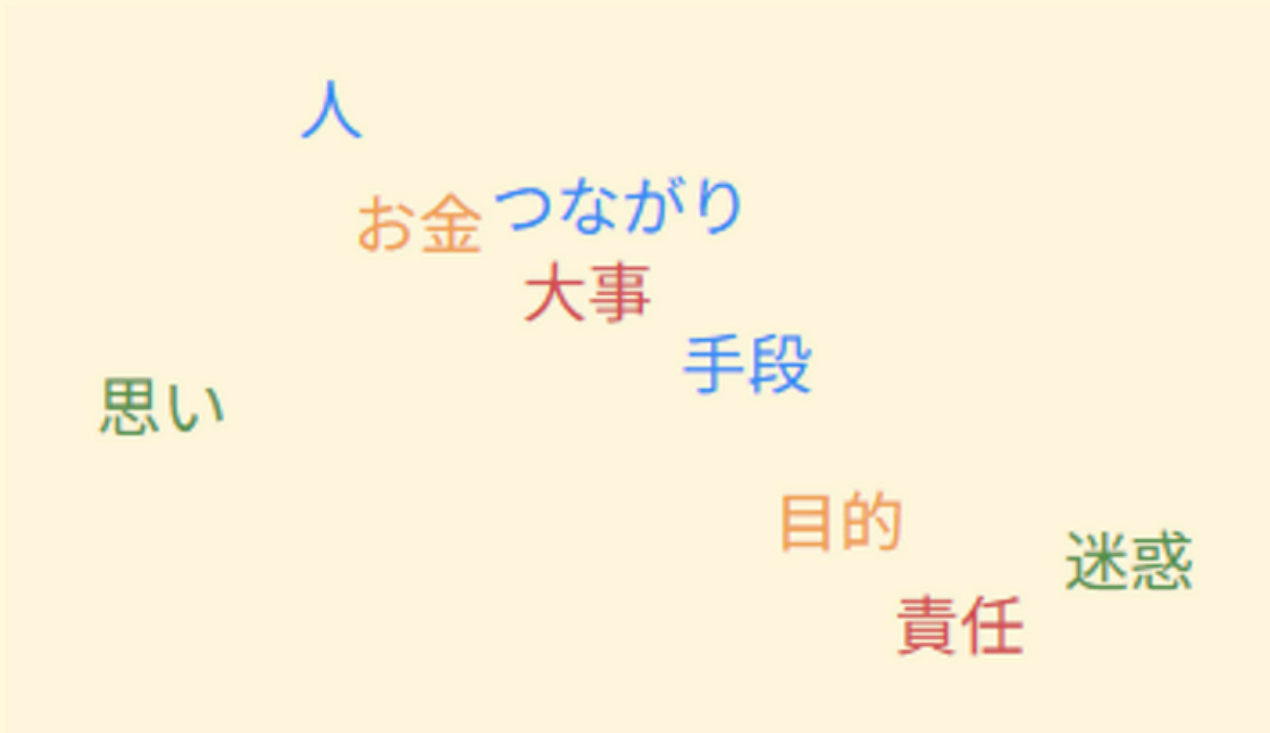 人
お金
つながり
大事
手段
思い
目的
迷惑
責任